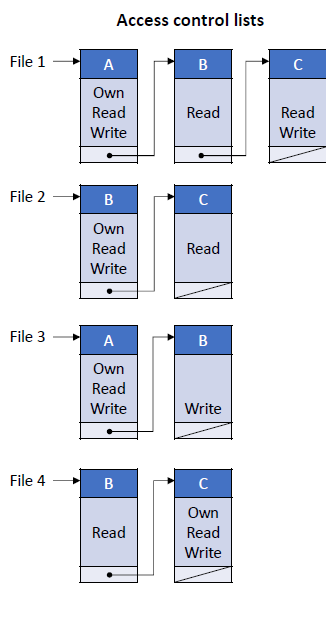 Access control lists
File 1
A
Own
Read
Write
B
Read
C
Read
Write
File 2
B
Own
Read
Write
C
Read
File 3
A
Own
Read
Write
B
Write
File 4
B
Read
C
Own
Read
Write